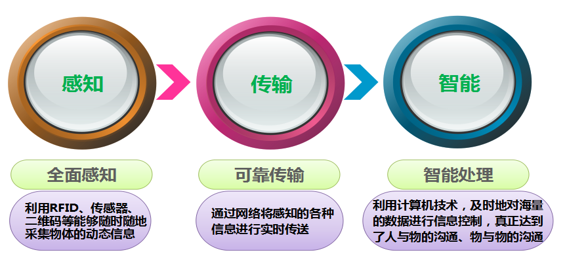 感知
传输
智能
全面感知
可靠传输
智能处理
利用RFID、传感器、
二维码等能够随时随地
采集物体的动态信息
通过网络将感知的各种
信息进行实时传送
利用计算机技术，及时地对海量
的数据进行信息控制，真正达到
了人与物的沟通、物与物的沟通